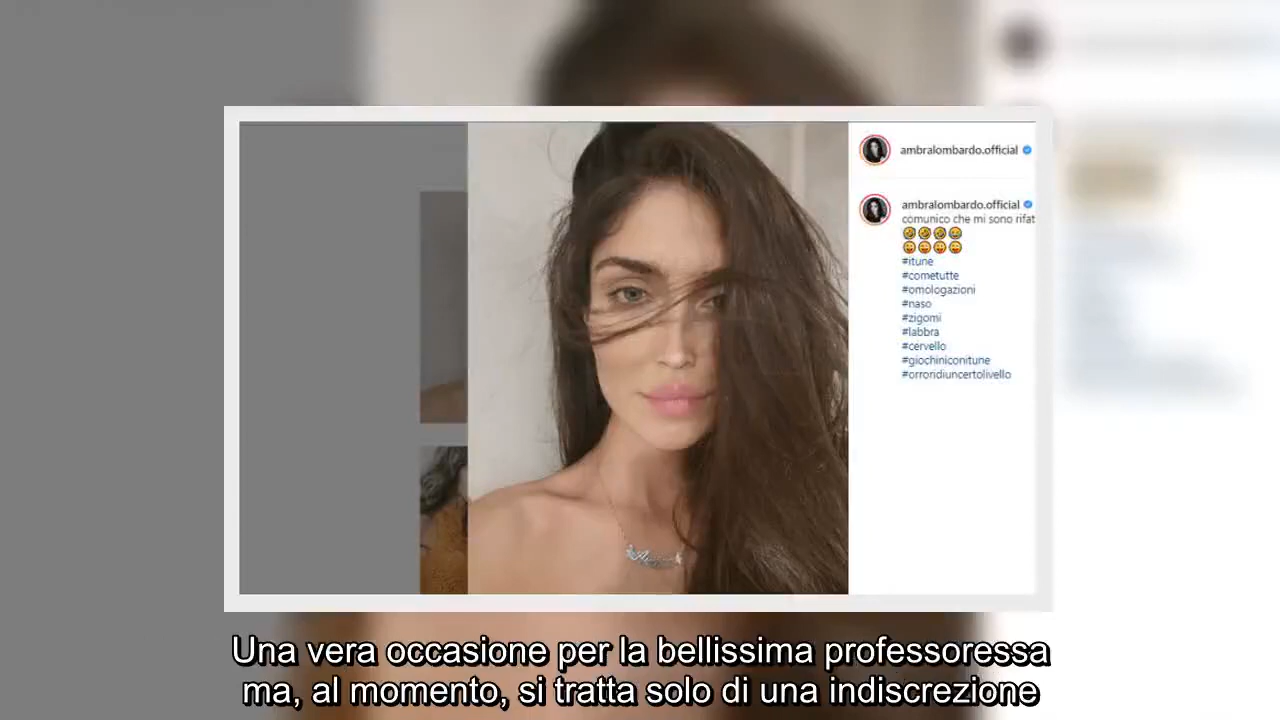 ambralombardo.official
ambralombardo.official
comunico che mi sono rifat
#itune
#cometutte
#omologazioni
#naso
#zigomi
#labbra
#cervello
#giochiniconitune
#orroridiuncertolivello
Una vera occasione per la bellissima professoressa
ma, al momento, si tratta solo di una indiscrezione